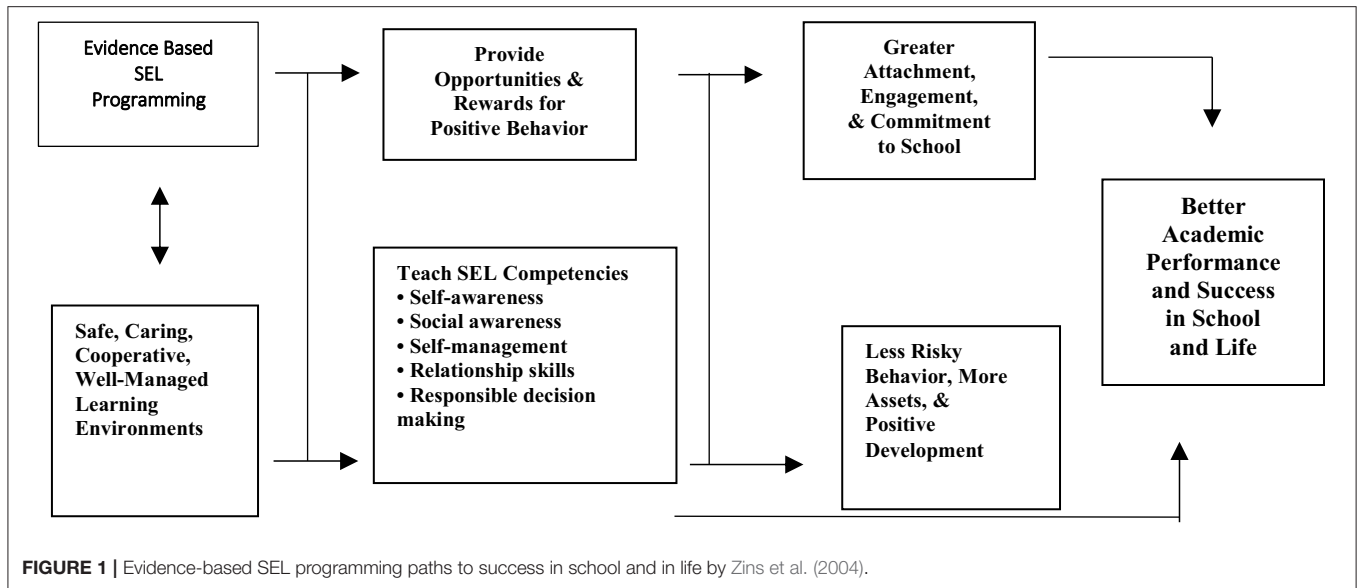 Evidence Based
SEL
Programming
Provide
Opportunities &
Rewards for
Positive Behavior
Greater
Attachment,
Engagement,
& Commitment
to School
Safe, Caring,
Cooperative,
Well-Managed
Learning
Environments
Teach SEL Competencies
• Self-awareness
• Social awareness
• Self-management
• Relationship skills
• Responsible decision
making
Less Risky
Behavior, More
Assets, &
Positive
Development
Better
Academic
Performance
and Success
in School
and Life
FIGURE 1 | Evidence-based SEL programming paths to success in school and in life by Zins et al. (2004).